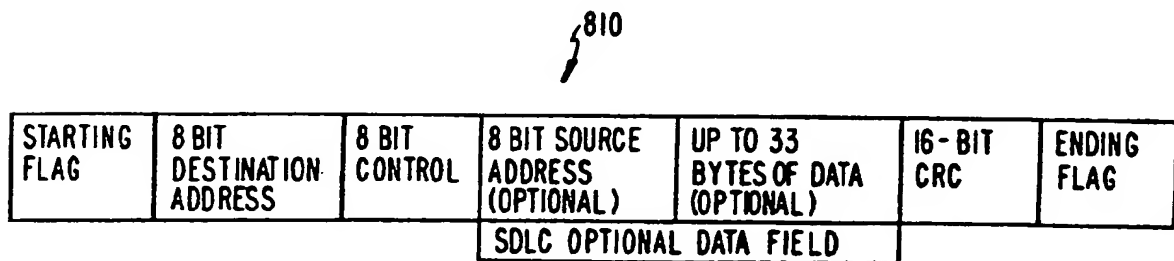 810
STARTING FLAG
8 BIT DESTINATION ADDRESS
8 BIT CONTROL
8 BIT SOURCE ADDRESS (OPTIONAL)
UP TO 33 BYTES OF DATA (OPTIONAL)
16-BIT CRC
ENDING FLAG
SDLC OPTIONAL DATA FIELD